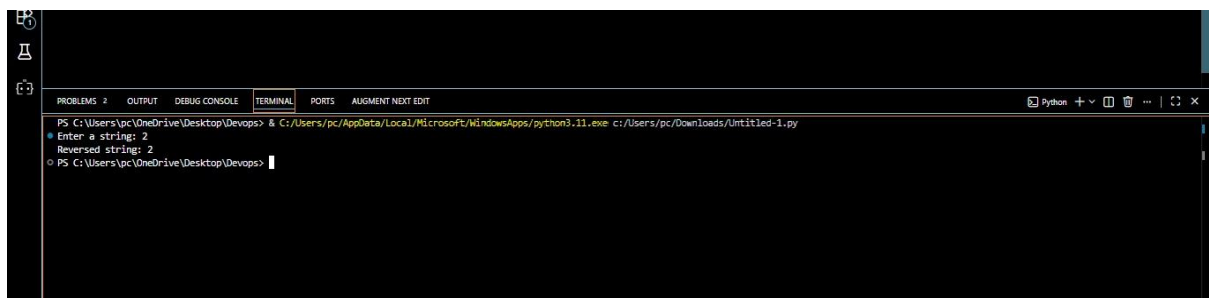 1
PROBLEMS 2 OUTPUT DEBUG CONSOLE TERMINAL PORTS AUGMENT NEXT EDIT Python
PS C:\Users\pc\OneDrive\Desktop\Devops> & C:/Users/pc/AppData/Local/Microsoft/WindowsApps/python3.11.exe c:/Users/pc/Downloads/Untitled-1.py
Enter a string: 2
Reversed string: 2
PS C:\Users\pc\OneDrive\Desktop\Devops>